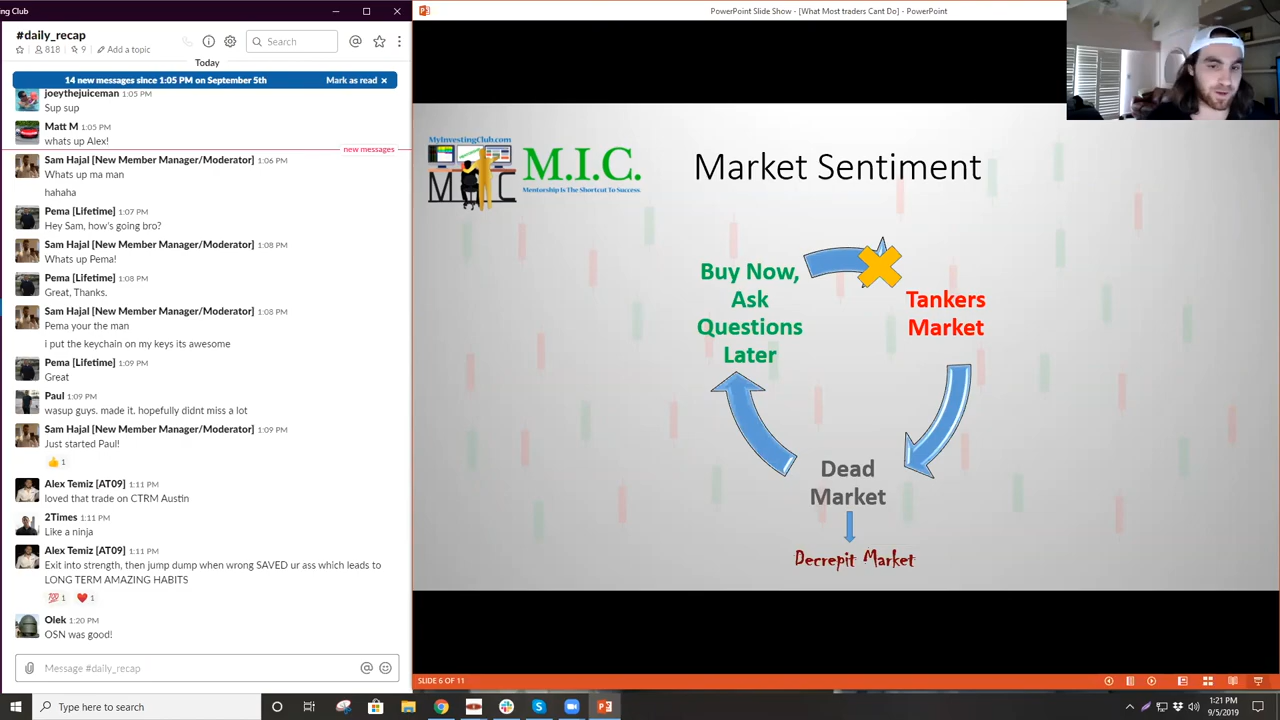 ng Club
#daily_recap
818
9
Add a topic
Search
Today
14 new messages since 1:05 PM on September 5th
Mark as read ×
joeythejuiceman 1:05 PM
Sup sup
Matt M 1:05 PM
whats up Alex!
new messages
Sam Hajal [New Member Manager/Moderator] 1:06 PM
Whats up ma man
hahaha
Pema [Lifetime] 1:07 PM
Hey Sam, how's going bro?
Sam Hajal [New Member Manager/Moderator] 1:08 PM
Whats up Pema!
Pema [Lifetime] 1:08 PM
Great, Thanks.
Sam Hajal [New Member Manager/Moderator] 1:08 PM
Pema your the man
i put the keychain on my keys its awesome
Pema [Lifetime] 1:09 PM
Great
Paul 1:09 PM
wasup guys. made it. hopefully didnt miss a lot
Sam Hajal [New Member Manager/Moderator] 1:09 PM
Just started Paul!
1
Alex Temiz [AT09] 1:11 PM
loved that trade on CTRM Austin
2Times 1:11 PM
Like a ninja
Alex Temiz [AT09] 1:11 PM
Exit into strength, then jump dump when wrong SAVED ur ass which leads to
LONG TERM AMAZING HABITS
💯 1 ❤️ 1
Olek 1:20 PM
OSN was good!
Message #daily_recap
PowerPoint Slide Show - [What Most traders Cant Do] - PowerPoint
MyInvestingClub.com
MIC
M.I.C.
Mentorship Is The Shortcut To Success.
Market Sentiment
Buy Now,
Ask
Questions
Later
Tankers
Market
Dead
Market
Decrepit Market
SLIDE 6 OF 11
Type here to search
1:21 PM
9/5/2019